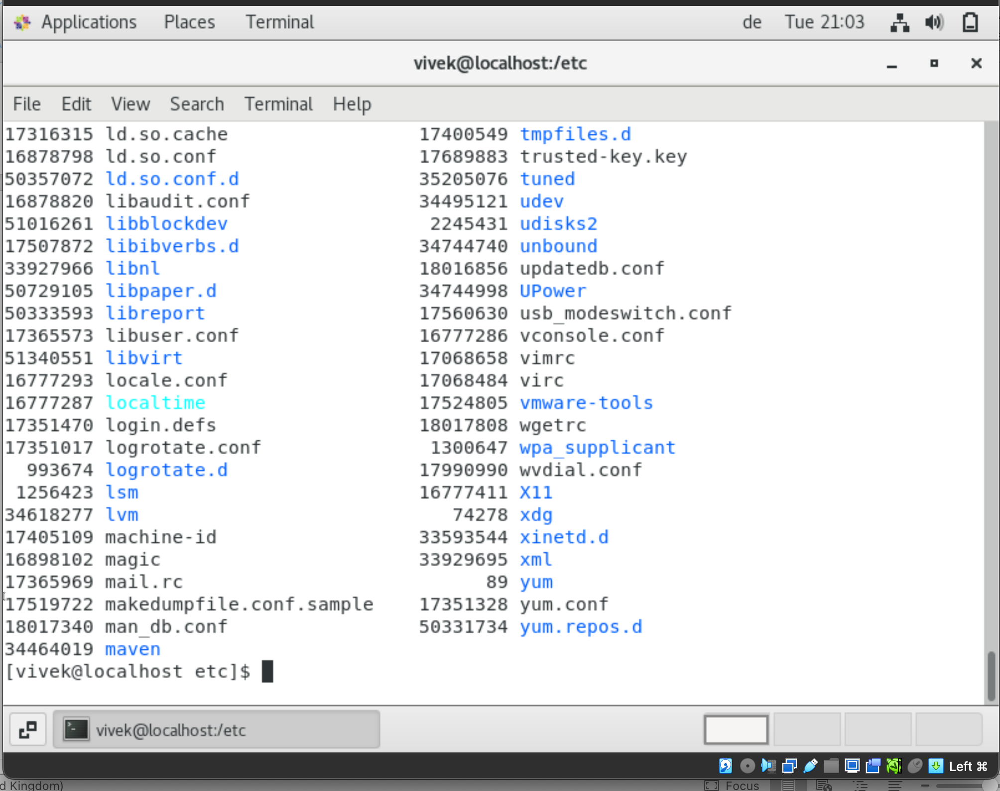 Applications Places Terminal de Tue 21:03
vivek@localhost:/etc
File Edit View Search Terminal Help
17316315 ld.so.cache 17400549 tmpfiles.d
16878798 ld.so.conf 17689883 trusted-key.key
50357072 ld.so.conf.d 35205076 tuned
16878820 libaudit.conf 34495121 udev
51016261 libblockdev 2245431 udisks2
17507872 libibverbs.d 34744740 unbound
33927966 libnl 18016856 updatedb.conf
50729105 libpaper.d 34744998 UPower
50333593 libreport 17560630 usb_modeswitch.conf
17365573 libuser.conf 16777286 vconsole.conf
51340551 libvirt 17068658 vimrc
16777293 locale.conf 17068484 virc
16777287 localtime 17524805 vmware-tools
17351470 login.defs 18017808 wgetrc
17351017 logrotate.conf 1300647 wpa_supplicant
993674 logrotate.d 17990990 wvdial.conf
1256423 lsm 16777411 X11
34618277 lvm 74278 xdg
17405109 machine-id 33593544 xinetd.d
16898102 magic 33929695 xml
17365969 mail.rc 89 yum
17519722 makedumpfile.conf.sample 17351328 yum.conf
18017340 man_db.conf 50331734 yum.repos.d
34464019 maven
[vivek@localhost etc]$
vivek@localhost:/etc
Left ⌘
d Kingdom) Focus